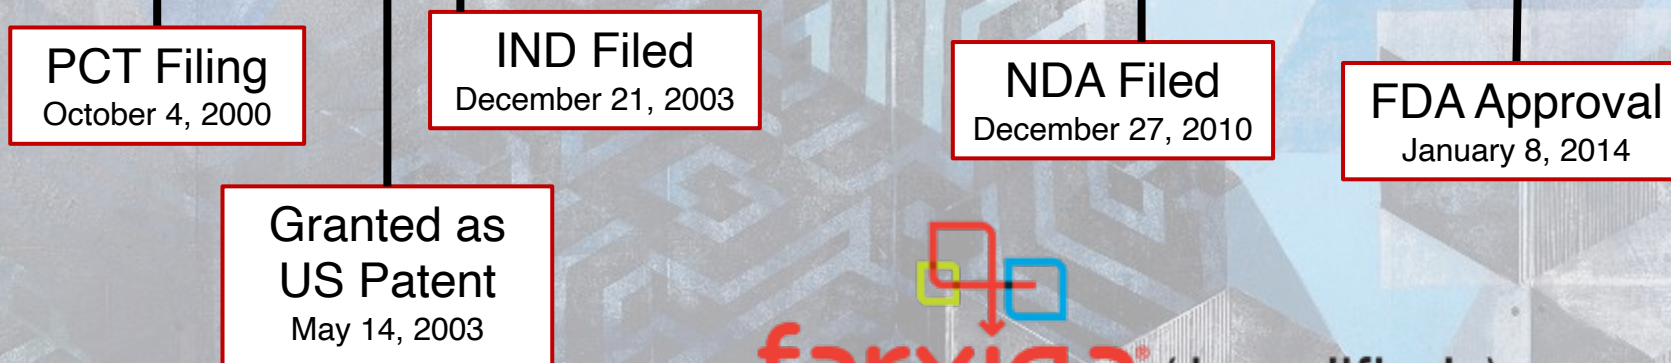 PCT Filing
October 4, 2000
Granted as
US Patent
May 14, 2003
IND Filed
December 21, 2003
NDA Filed
December 27, 2010
FDA Approval
January 8, 2014
farxiga®